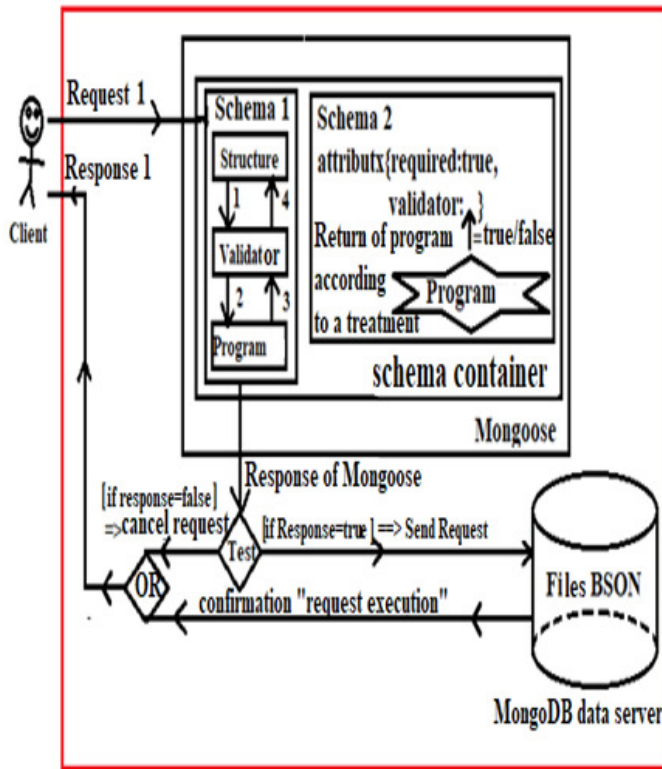 Request 1
Response 1
Client
Schema 1
Structure
1
4
Validator
2
3
Program
Schema 2
attributx{required:true,
validator: }
Return of program =true/false
according
to a treatment
Program
schema container
Mongoose
Response of Mongoose
[if response=false}
=>cancel request
Test
[if Response=true ] ==> Send Request
OR
confirmation "request execution"
Files BSON
MongoDB data server